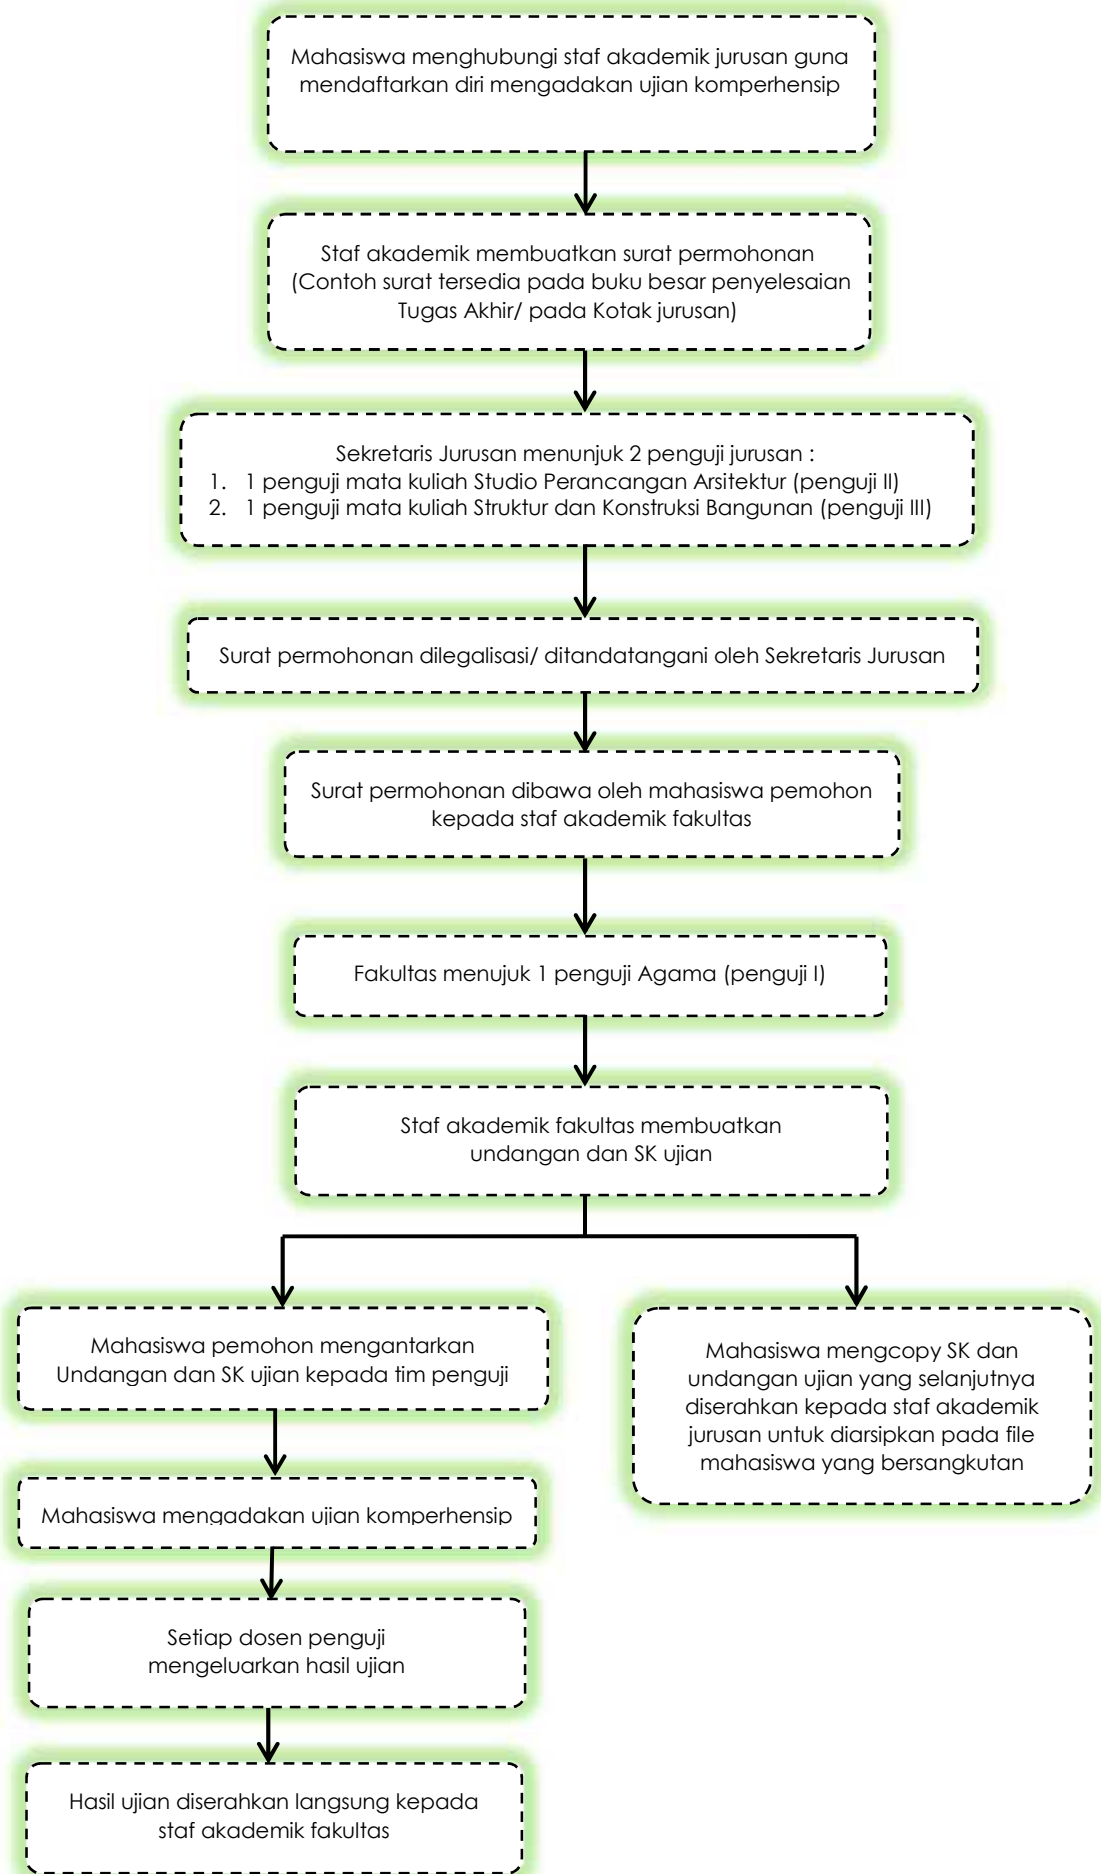 Mahasiswa menghubungi staf akademik jurusan guna
mendaftarkan diri mengadakan ujian komperhensip
Staf akademik membuatkan surat permohonan
(Contoh surat tersedia pada buku besar penyelesaian
Tugas Akhir/ pada Kotak jurusan)
Sekretaris Jurusan menunjuk 2 penguji jurusan :
1. 1 penguji mata kuliah Studio Perancangan Arsitektur (penguji II)
2. 1 penguji mata kuliah Struktur dan Konstruksi Bangunan (penguji III)
Surat permohonan dilegalisasi/ ditandatangani oleh Sekretaris Jurusan
Surat permohonan dibawa oleh mahasiswa pemohon
kepada staf akademik fakultas
Fakultas menujuk 1 penguji Agama (penguji I)
Staf akademik fakultas membuatkan
undangan dan SK ujian
Mahasiswa pemohon mengantarkan
Undangan dan SK ujian kepada tim penguji
Mahasiswa mengcopy SK dan
undangan ujian yang selanjutnya
diserahkan kepada staf akademik
jurusan untuk diarsipkan pada file
mahasiswa yang bersangkutan
Mahasiswa mengadakan ujian komperhensip
Setiap dosen penguji
mengeluarkan hasil ujian
Hasil ujian diserahkan langsung kepada
staf akademik fakultas